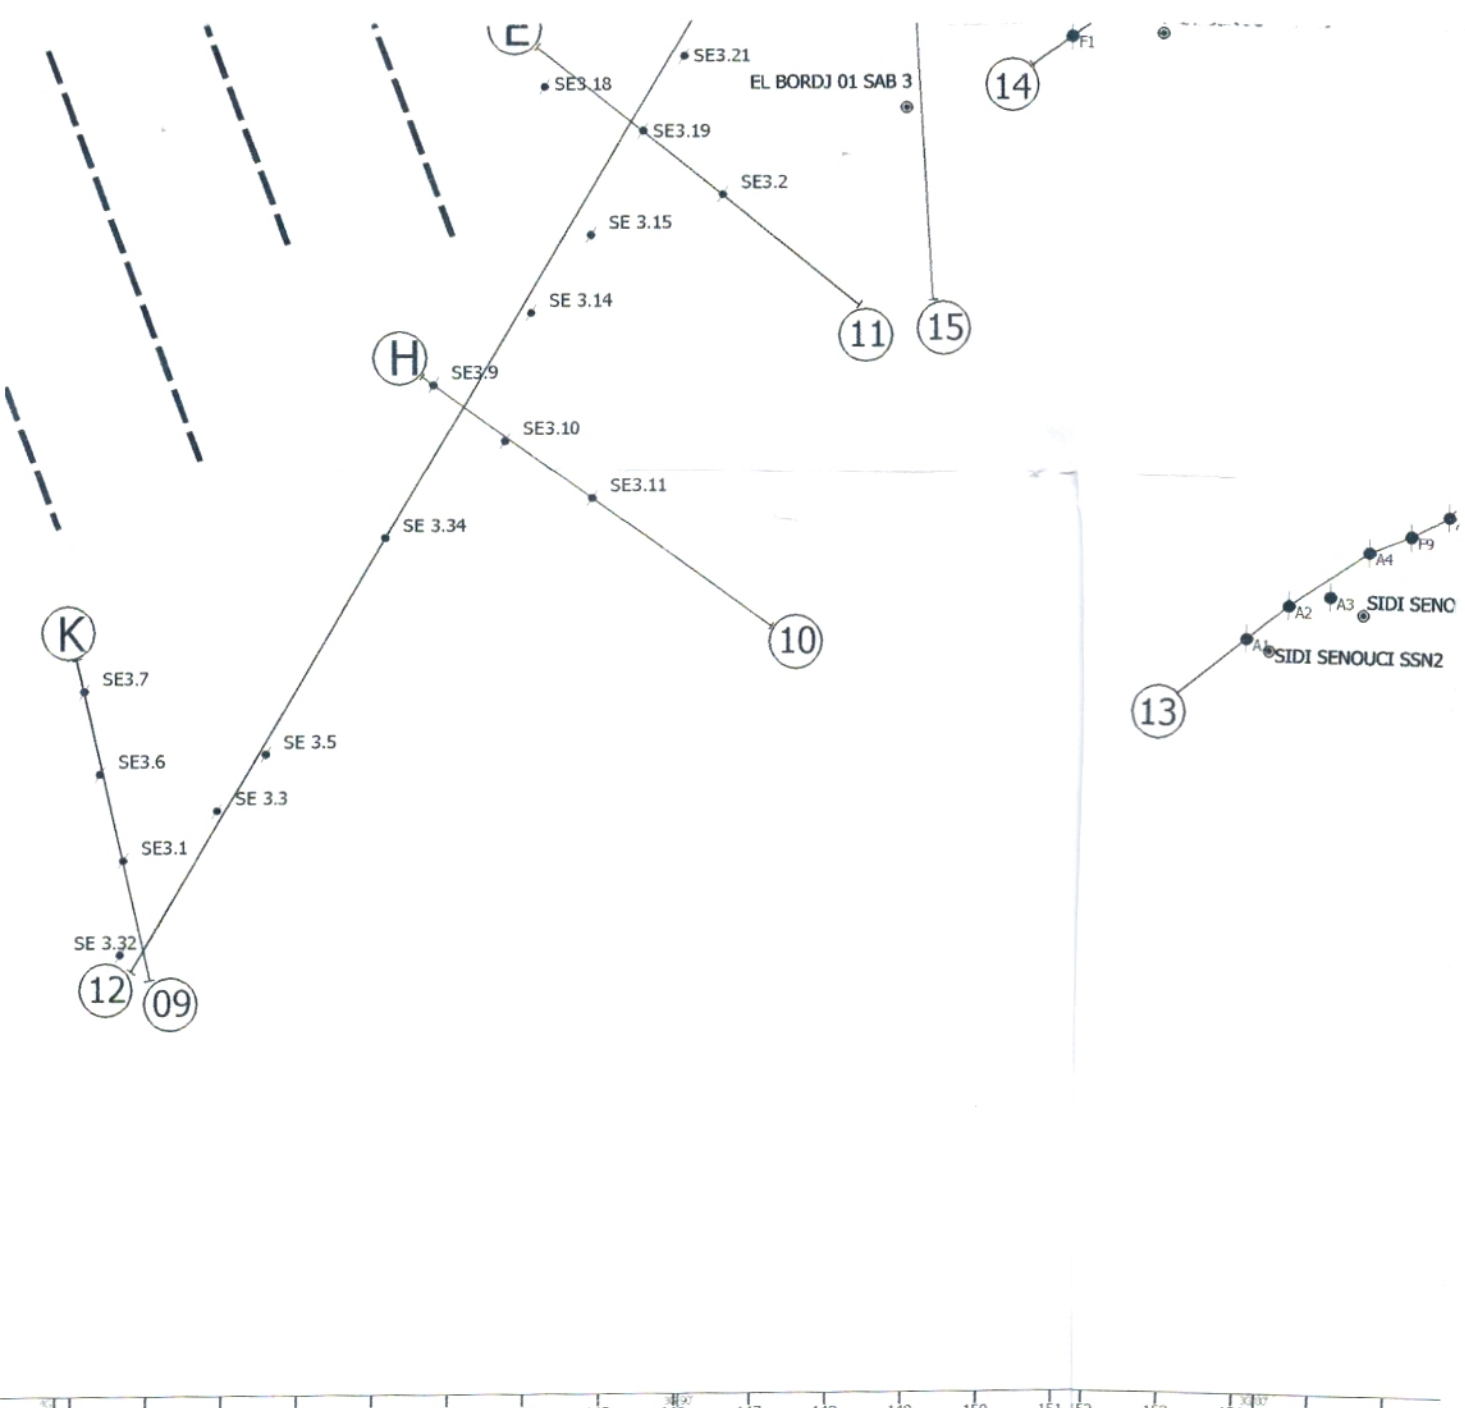 E
SE3.21
F1
SE3.18
EL BORDJ 01 SAB 3
14
SE3.19
SE3.2
SE 3.15
SE 3.14
11
15
H
SE3.9
SE3.10
SE3.11
SE 3.34
F9
A4
A3
SIDI SENO
A2
K
10
A1
SIDI SENOUCI SSN2
SE3.7
13
SE 3.5
SE3.6
SE 3.3
SE3.1
SE 3.32
12
09